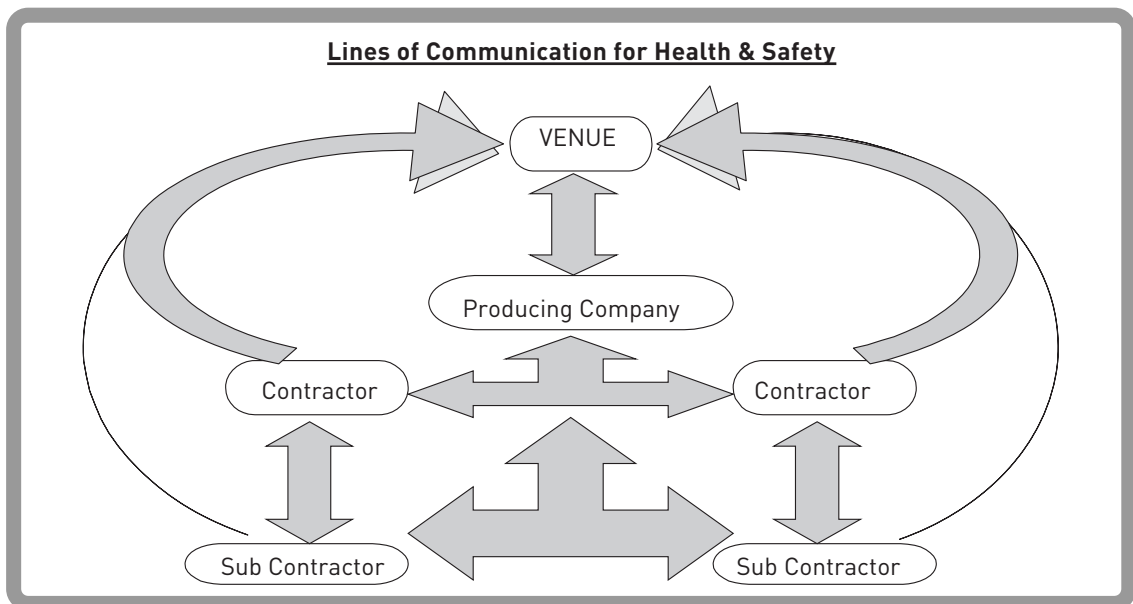 Lines of Communication for Health & Safety
VENUE
Producing Company
Contractor
Contractor
Sub Contractor
Sub Contractor